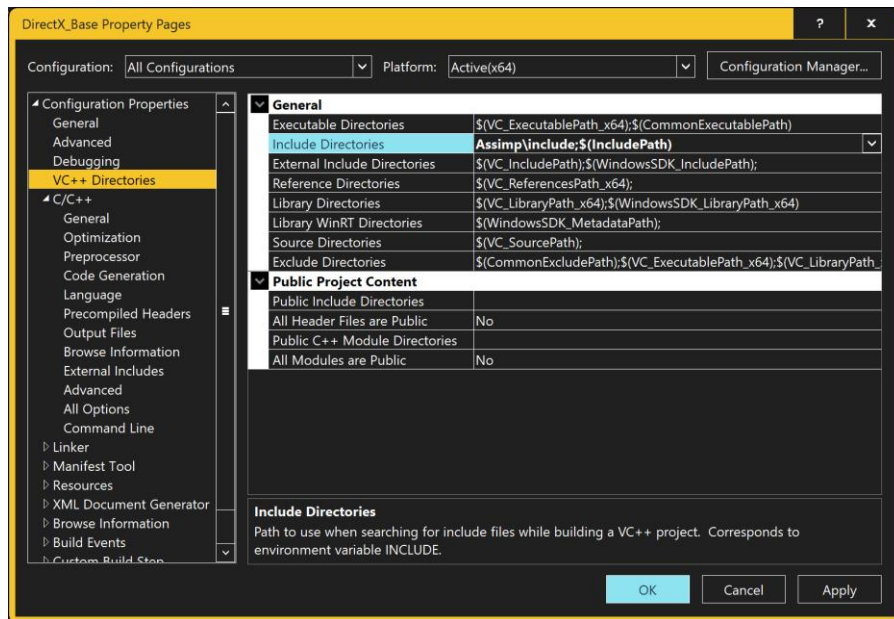 DirectX_Base Property Pages ? x
Configuration: All Configurations Platform: Active(x64) Configuration Manager...
Configuration Properties
General
Advanced
Debugging
VC++ Directories
C/C++
General
Optimization
Preprocessor
Code Generation
Language
Precompiled Headers
Output Files
Browse Information
External Includes
Advanced
All Options
Command Line
Linker
Manifest Tool
Resources
XML Document Generator
Browse Information
Build Events
Custom Build Step
General
Executable Directories $(VC_ExecutablePath_x64);$(CommonExecutablePath)
Include Directories Assimp\include;$(IncludePath)
External Include Directories $(VC_IncludePath);$(WindowsSDK_IncludePath);
Reference Directories $(VC_ReferencesPath_x64);
Library Directories $(VC_LibraryPath_x64);$(WindowsSDK_LibraryPath_x64)
Library WinRT Directories $(WindowsSDK_MetadataPath);
Source Directories $(VC_SourcePath);
Exclude Directories $(CommonExcludePath);$(VC_ExecutablePath_x64);$(VC_LibraryPath_
Public Project Content
Public Include Directories
All Header Files are Public No
Public C++ Module Directories
All Modules are Public No
Include Directories
Path to use when searching for include files while building a VC++ project. Corresponds to
environment variable INCLUDE.
OK Cancel Apply